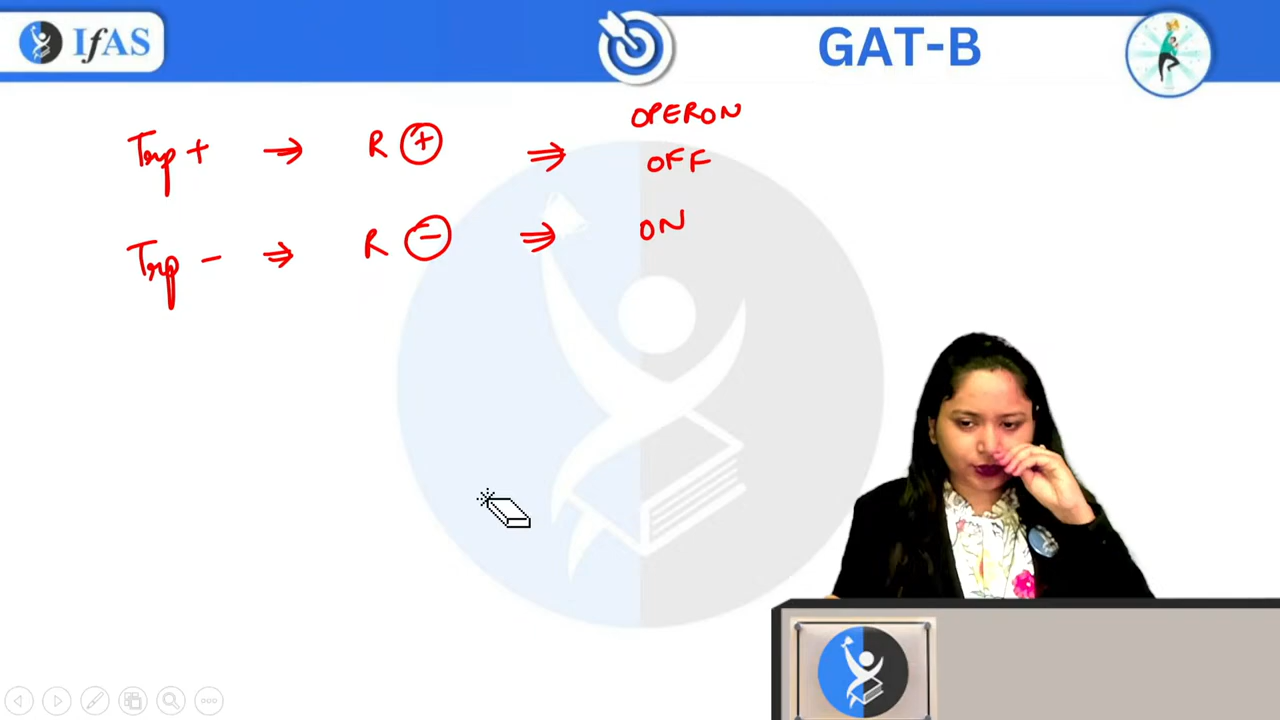 IfAS
GAT-B
Trp + ⇒ R ⊕ ⇒ OPERON
OFF
Trp - ⇒ R ⊖ ⇒ ON